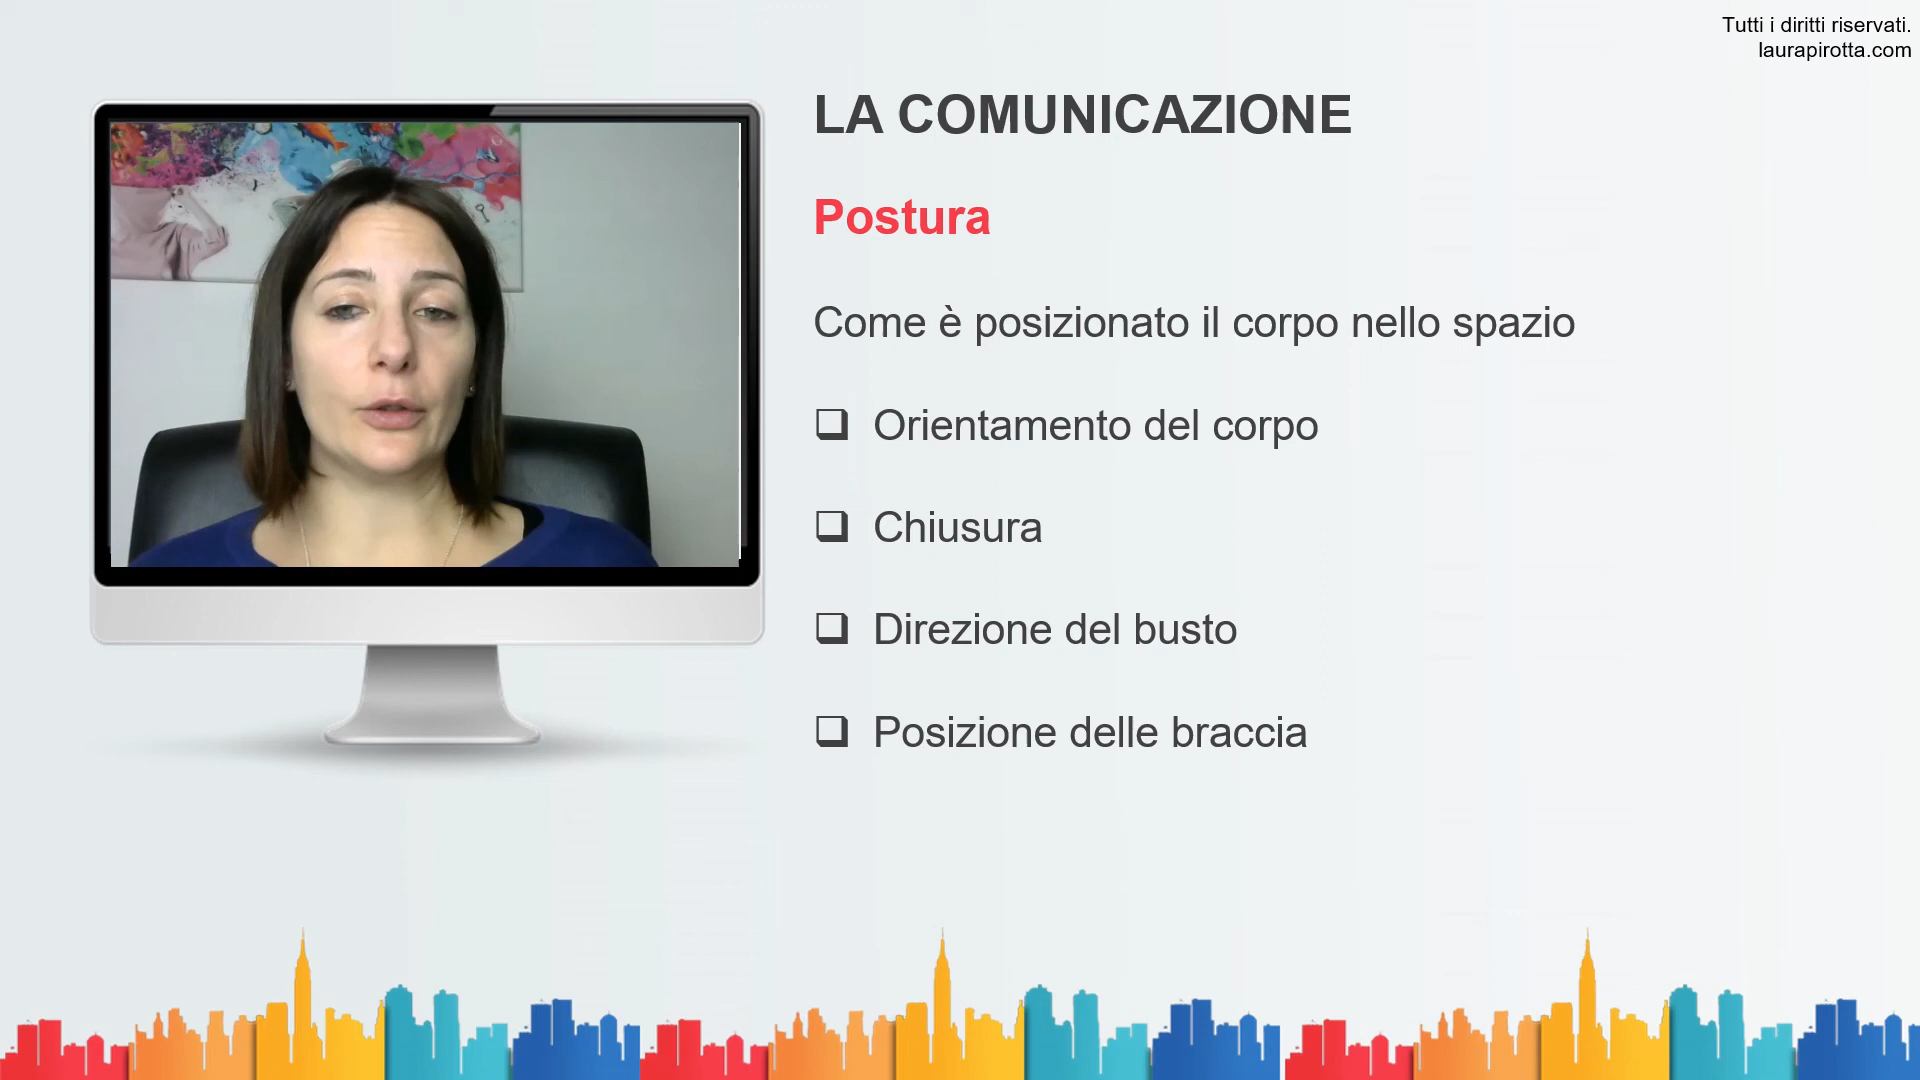 Tutti i diritti riservati.
laurapirotta.com
LA COMUNICAZIONE
Postura
Come è posizionato il corpo nello spazio
❑ Orientamento del corpo
❑ Chiusura
❑ Direzione del busto
❑ Posizione delle braccia